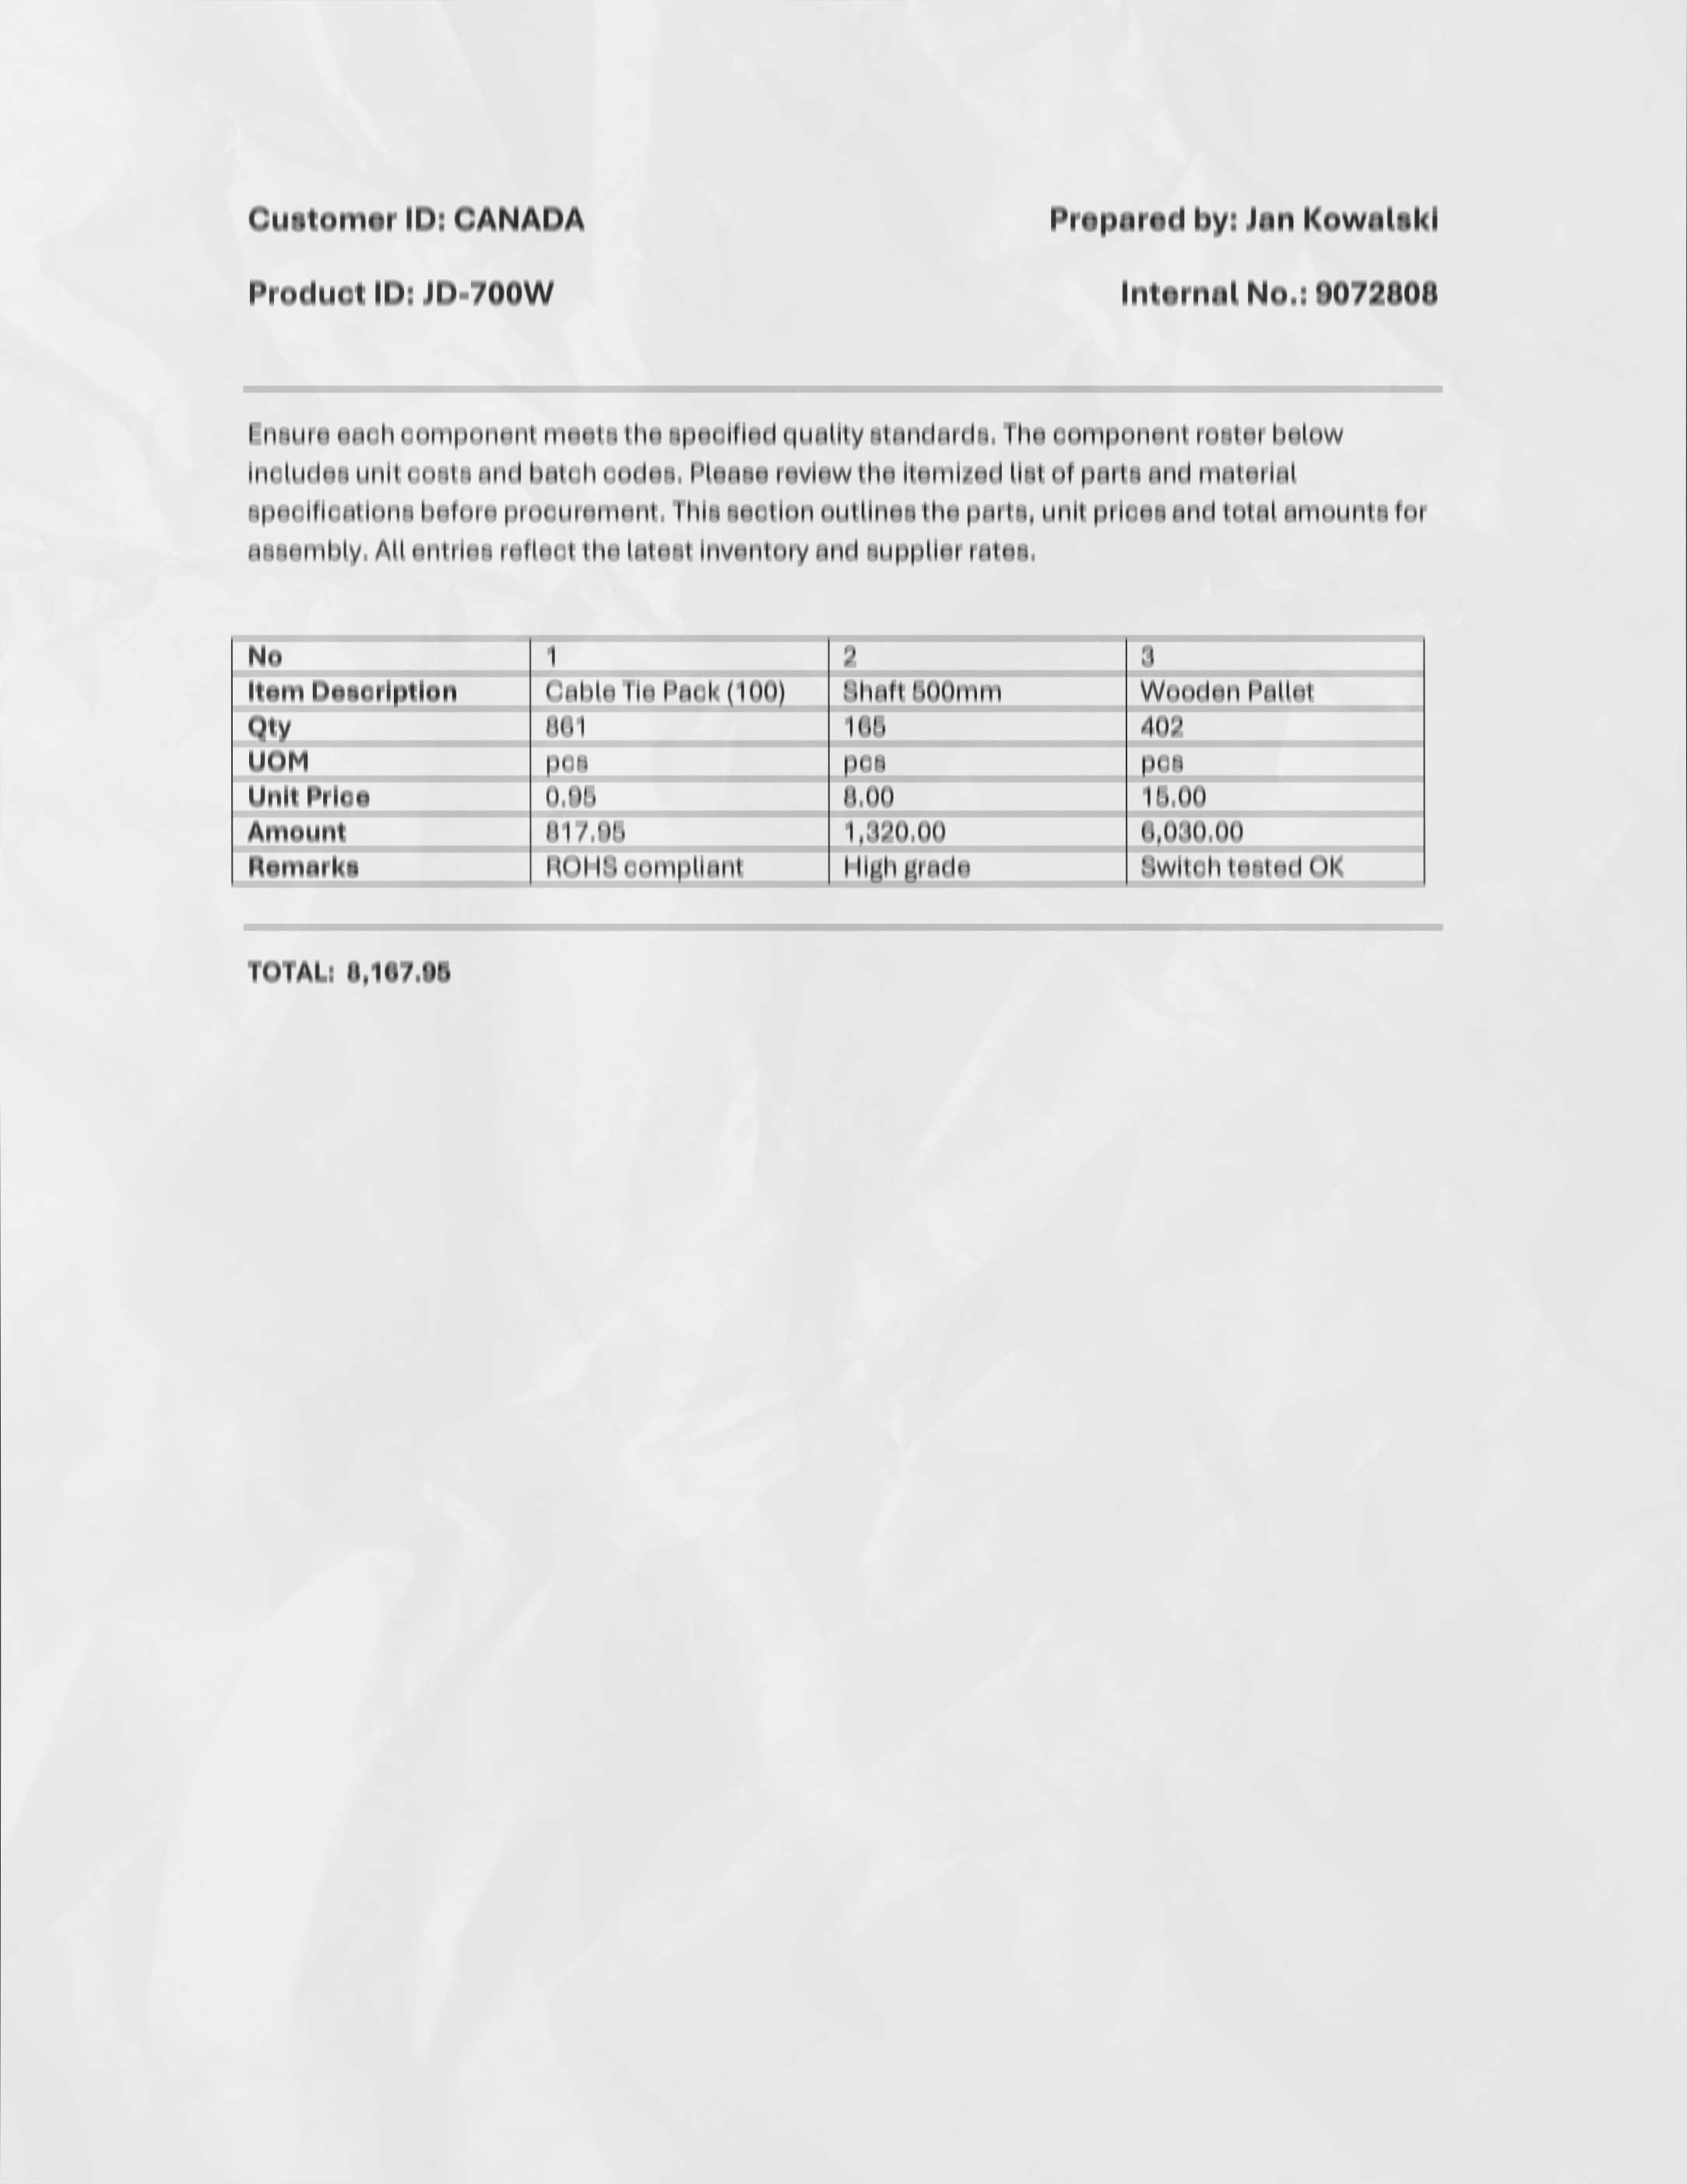 Customer ID: CANADA Prepared by: Jan Kowalski
Product ID: JD-700W Internal No.: 9072808
Ensure each component meets the specified quality standards. The component roster below
includes unit costs and batch codes. Please review the itemized list of parts and material
specifications before procurement. This section outlines the parts, unit prices and total amounts for
assembly. All entries reflect the latest inventory and supplier rates.
No 1 2 3
Item Description Cable Tie Pack (100) Shaft 500mm Wooden Pallet
Qty 861 165 402
UOM pcs pcs pcs
Unit Price 0.95 8.00 15.00
Amount 817.95 1,320.00 6,030.00
Remarks ROHS compliant High grade Switch tested OK
TOTAL: 8,167.95